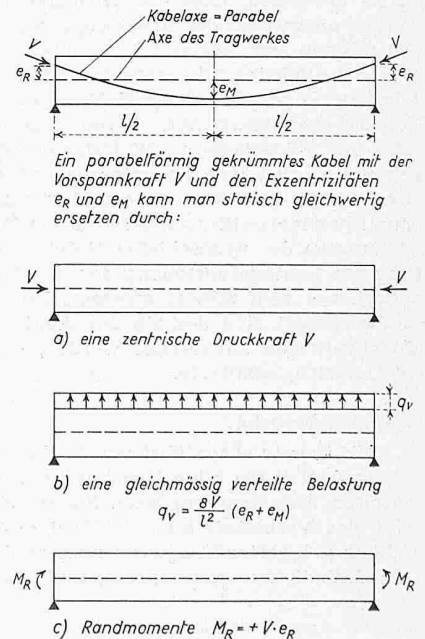 Kabelaxe = Parabel
Axe des Tragwerkes
V
V
e_R
e_R
e_M
l/2
l/2
Ein parabelförmig gekrümmtes Kabel mit der
Vorspannkraft V und den Exzentrizitäten
e_R und e_M kann man statisch gleichwertig
ersetzen durch:
V
V
a) eine zentrische Druckkraft V
q_v
b) eine gleichmässig verteilte Belastung
q_v = 8V/l² (e_R + e_M)
M_R
M_R
c) Randmomente M_R = + V · e_R